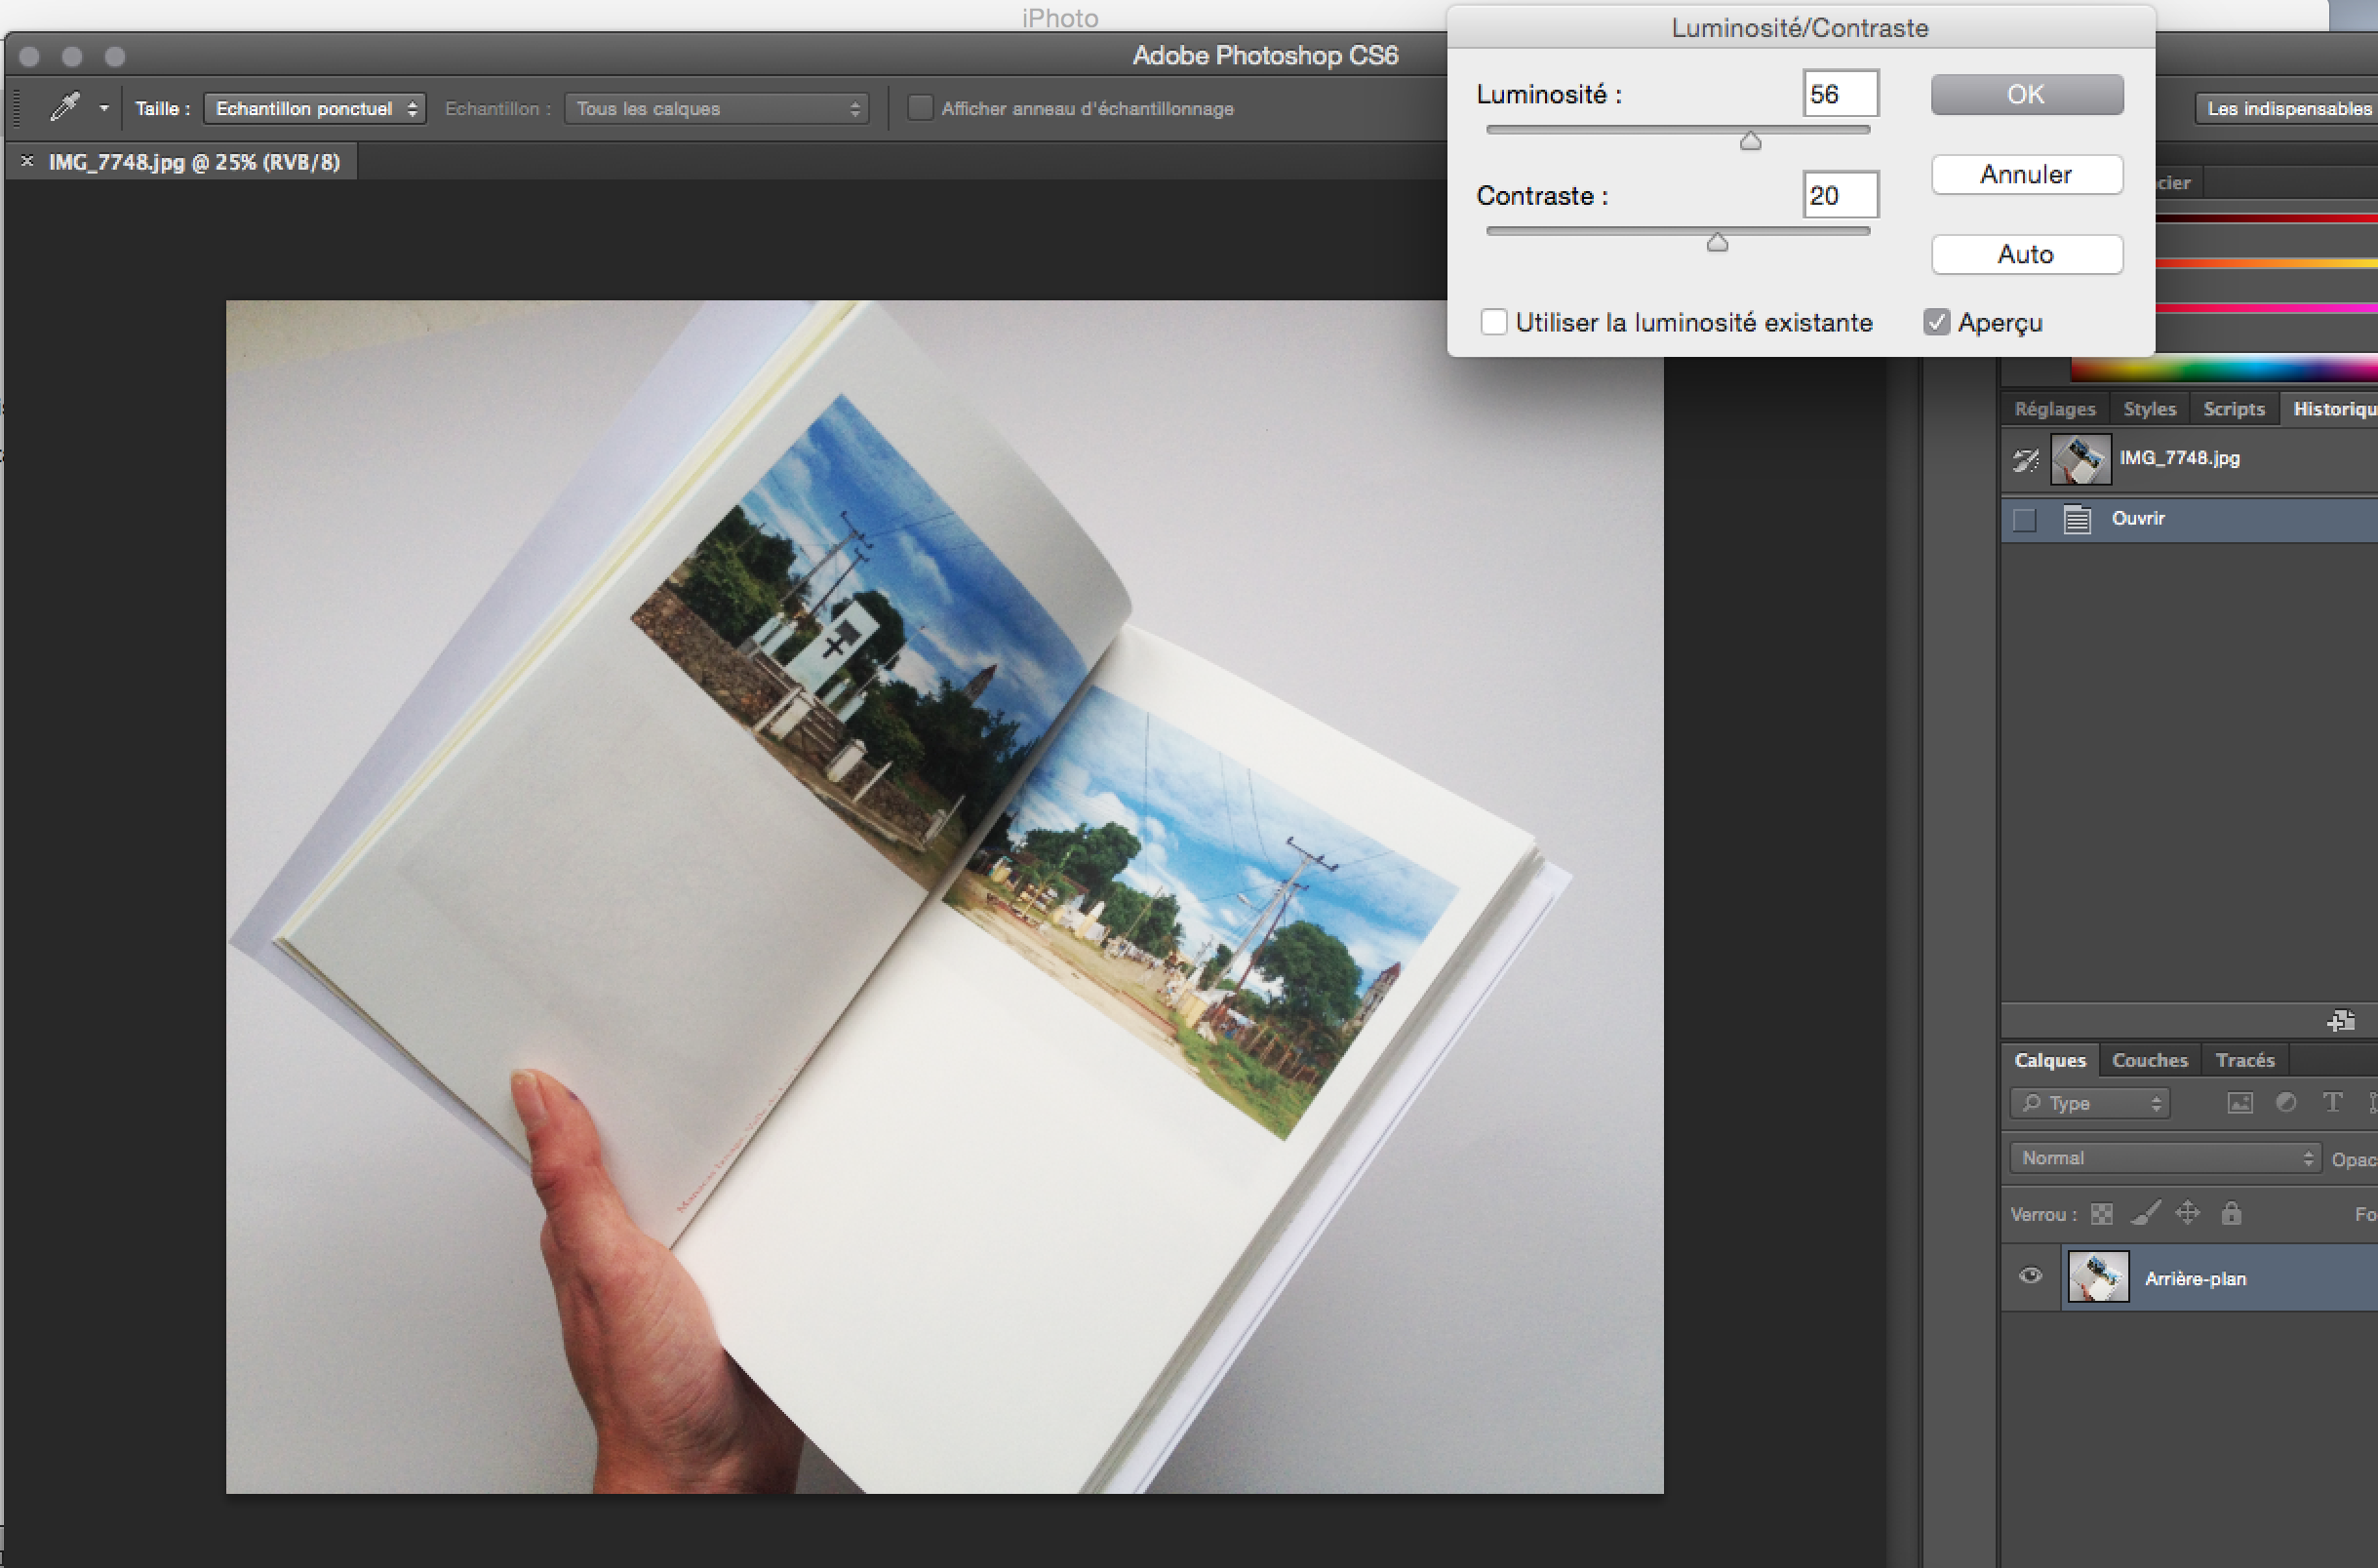 iPhoto
Adobe Photoshop CS6
Taille :
Echantillon ponctuel
Echantillon :
Tous les calques
Afficher anneau d'échantillonnage
Les indispensables
× IMG_7748.jpg @ 25% (RVB/8)
Luminosité/Contraste
Luminosité :
56
OK
Contraste :
20
Annuler
Auto
Utiliser la luminosité existante
Aperçu
Réglages
Styles
Scripts
Historiqu
IMG_7748.jpg
Ouvrir
Calques
Couches
Tracés
Type
Normal
Opac
Verrou :
Fo
Arrière-plan